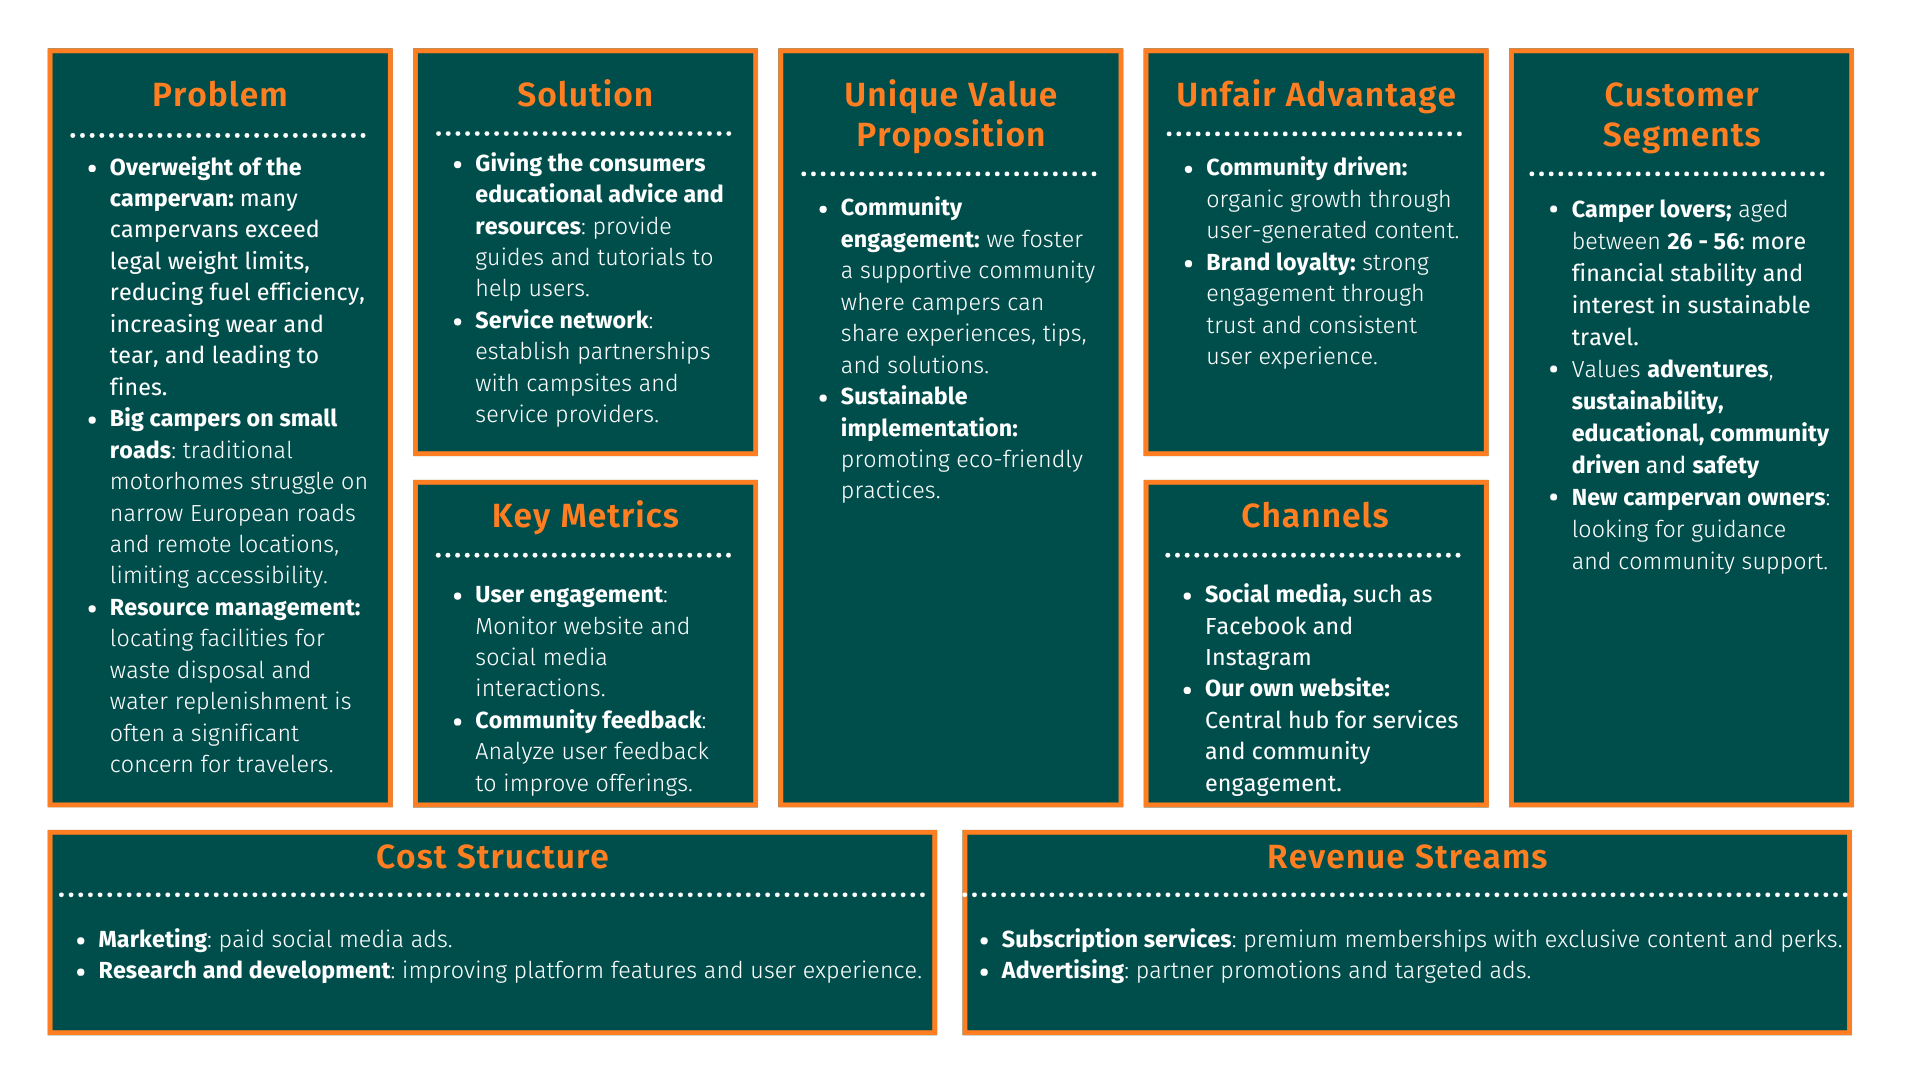 Problem
• Overweight of the
campervan: many
campervans exceed
legal weight limits,
reducing fuel efficiency,
increasing wear and
tear, and leading to
fines.
• Big campers on small
roads: traditional
motorhomes struggle on
narrow European roads
and remote locations,
limiting accessibility.
• Resource management:
locating facilities for
waste disposal and
water replenishment is
often a significant
concern for travelers.
Solution
• Giving the consumers
educational advice and
resources: provide
guides and tutorials to
help users.
• Service network:
establish partnerships
with campsites and
service providers.
Key Metrics
• User engagement:
Monitor website and
social media
interactions.
• Community feedback:
Analyze user feedback
to improve offerings.
Unique Value
Proposition
• Community
engagement: we foster
a supportive community
where campers can
share experiences, tips,
and solutions.
• Sustainable
implementation:
promoting eco-friendly
practices.
Unfair Advantage
• Community driven:
organic growth through
user-generated content.
• Brand loyalty: strong
engagement through
trust and consistent
user experience.
Channels
• Social media, such as
Facebook and
Instagram
• Our own website:
Central hub for services
and community
engagement.
Customer
Segments
• Camper lovers; aged
between 26 - 56: more
financial stability and
interest in sustainable
travel.
• Values adventures,
sustainability,
educational, community
driven and safety
• New campervan owners:
looking for guidance
and community support.
Cost Structure
• Marketing: paid social media ads.
• Research and development: improving platform features and user experience.
Revenue Streams
• Subscription services: premium memberships with exclusive content and perks.
• Advertising: partner promotions and targeted ads.